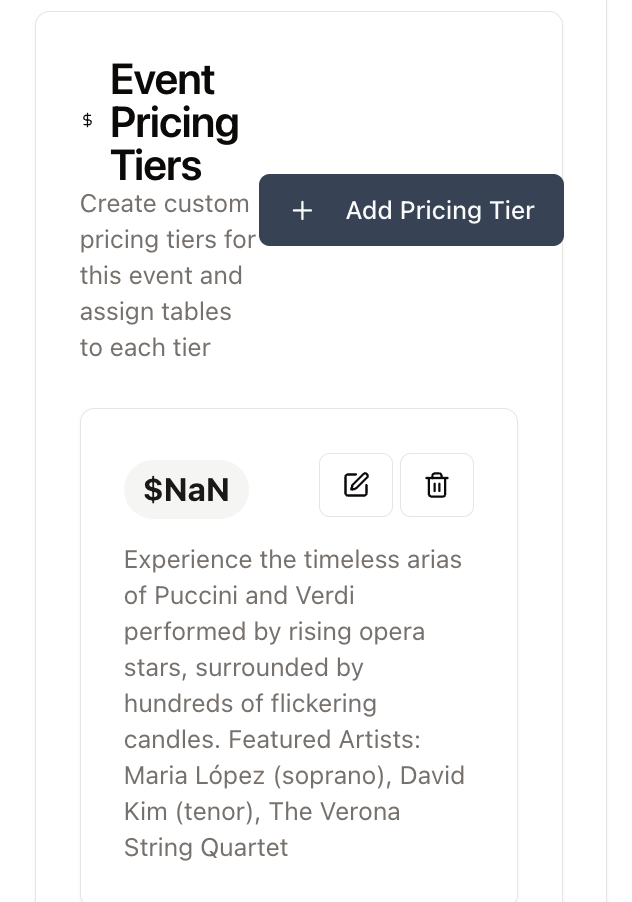 Event
$ Pricing
Tiers
Create custom
pricing tiers for
this event and
assign tables
to each tier
+ Add Pricing Tier
$NaN
Experience the timeless arias
of Puccini and Verdi
performed by rising opera
stars, surrounded by
hundreds of flickering
candles. Featured Artists:
Maria López (soprano), David
Kim (tenor), The Verona
String Quartet